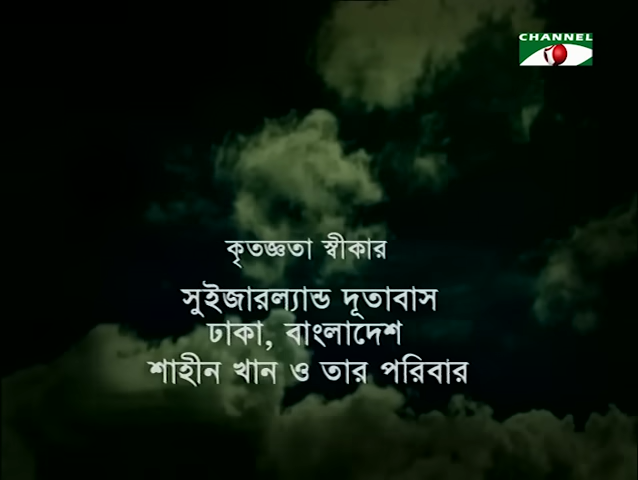 CHANNEL
কৃতজ্ঞতা স্বীকার
সুইজারল্যান্ড দূতাবাস
ঢাকা, বাংলাদেশ
শাহীন খান ও তার পরিবার